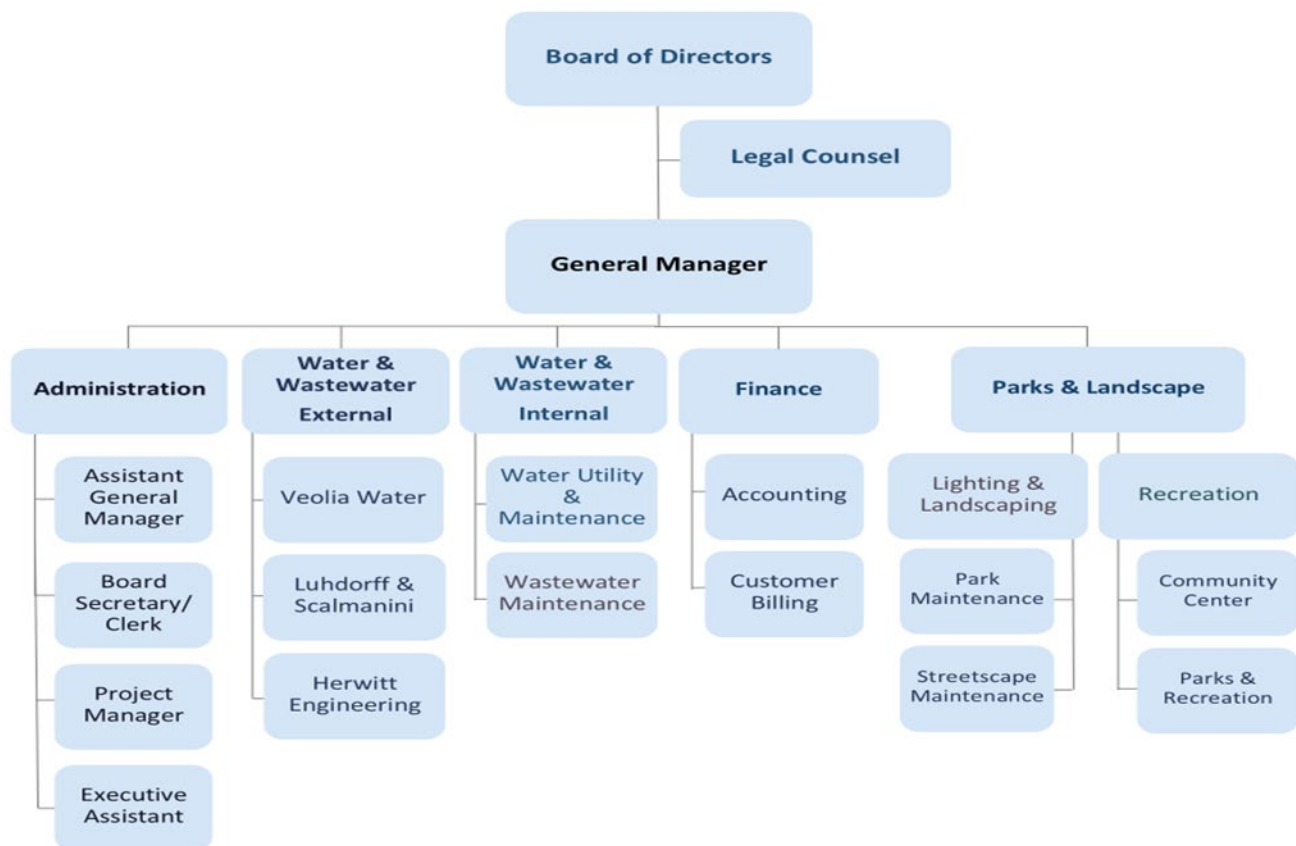 Board of Directors
Legal Counsel
General Manager
Administration
Water &
Wastewater
External
Water &
Wastewater
Internal
Finance
Parks & Landscape
Assistant
General
Manager
Board
Secretary/
Clerk
Project
Manager
Executive
Assistant
Veolia Water
Luhdorff &
Scalmanini
Herwitt
Engineering
Water Utility
&
Maintenance
Wastewater
Maintenance
Accounting
Customer
Billing
Lighting &
Landscaping
Park
Maintenance
Streetscape
Maintenance
Recreation
Community
Center
Parks &
Recreation